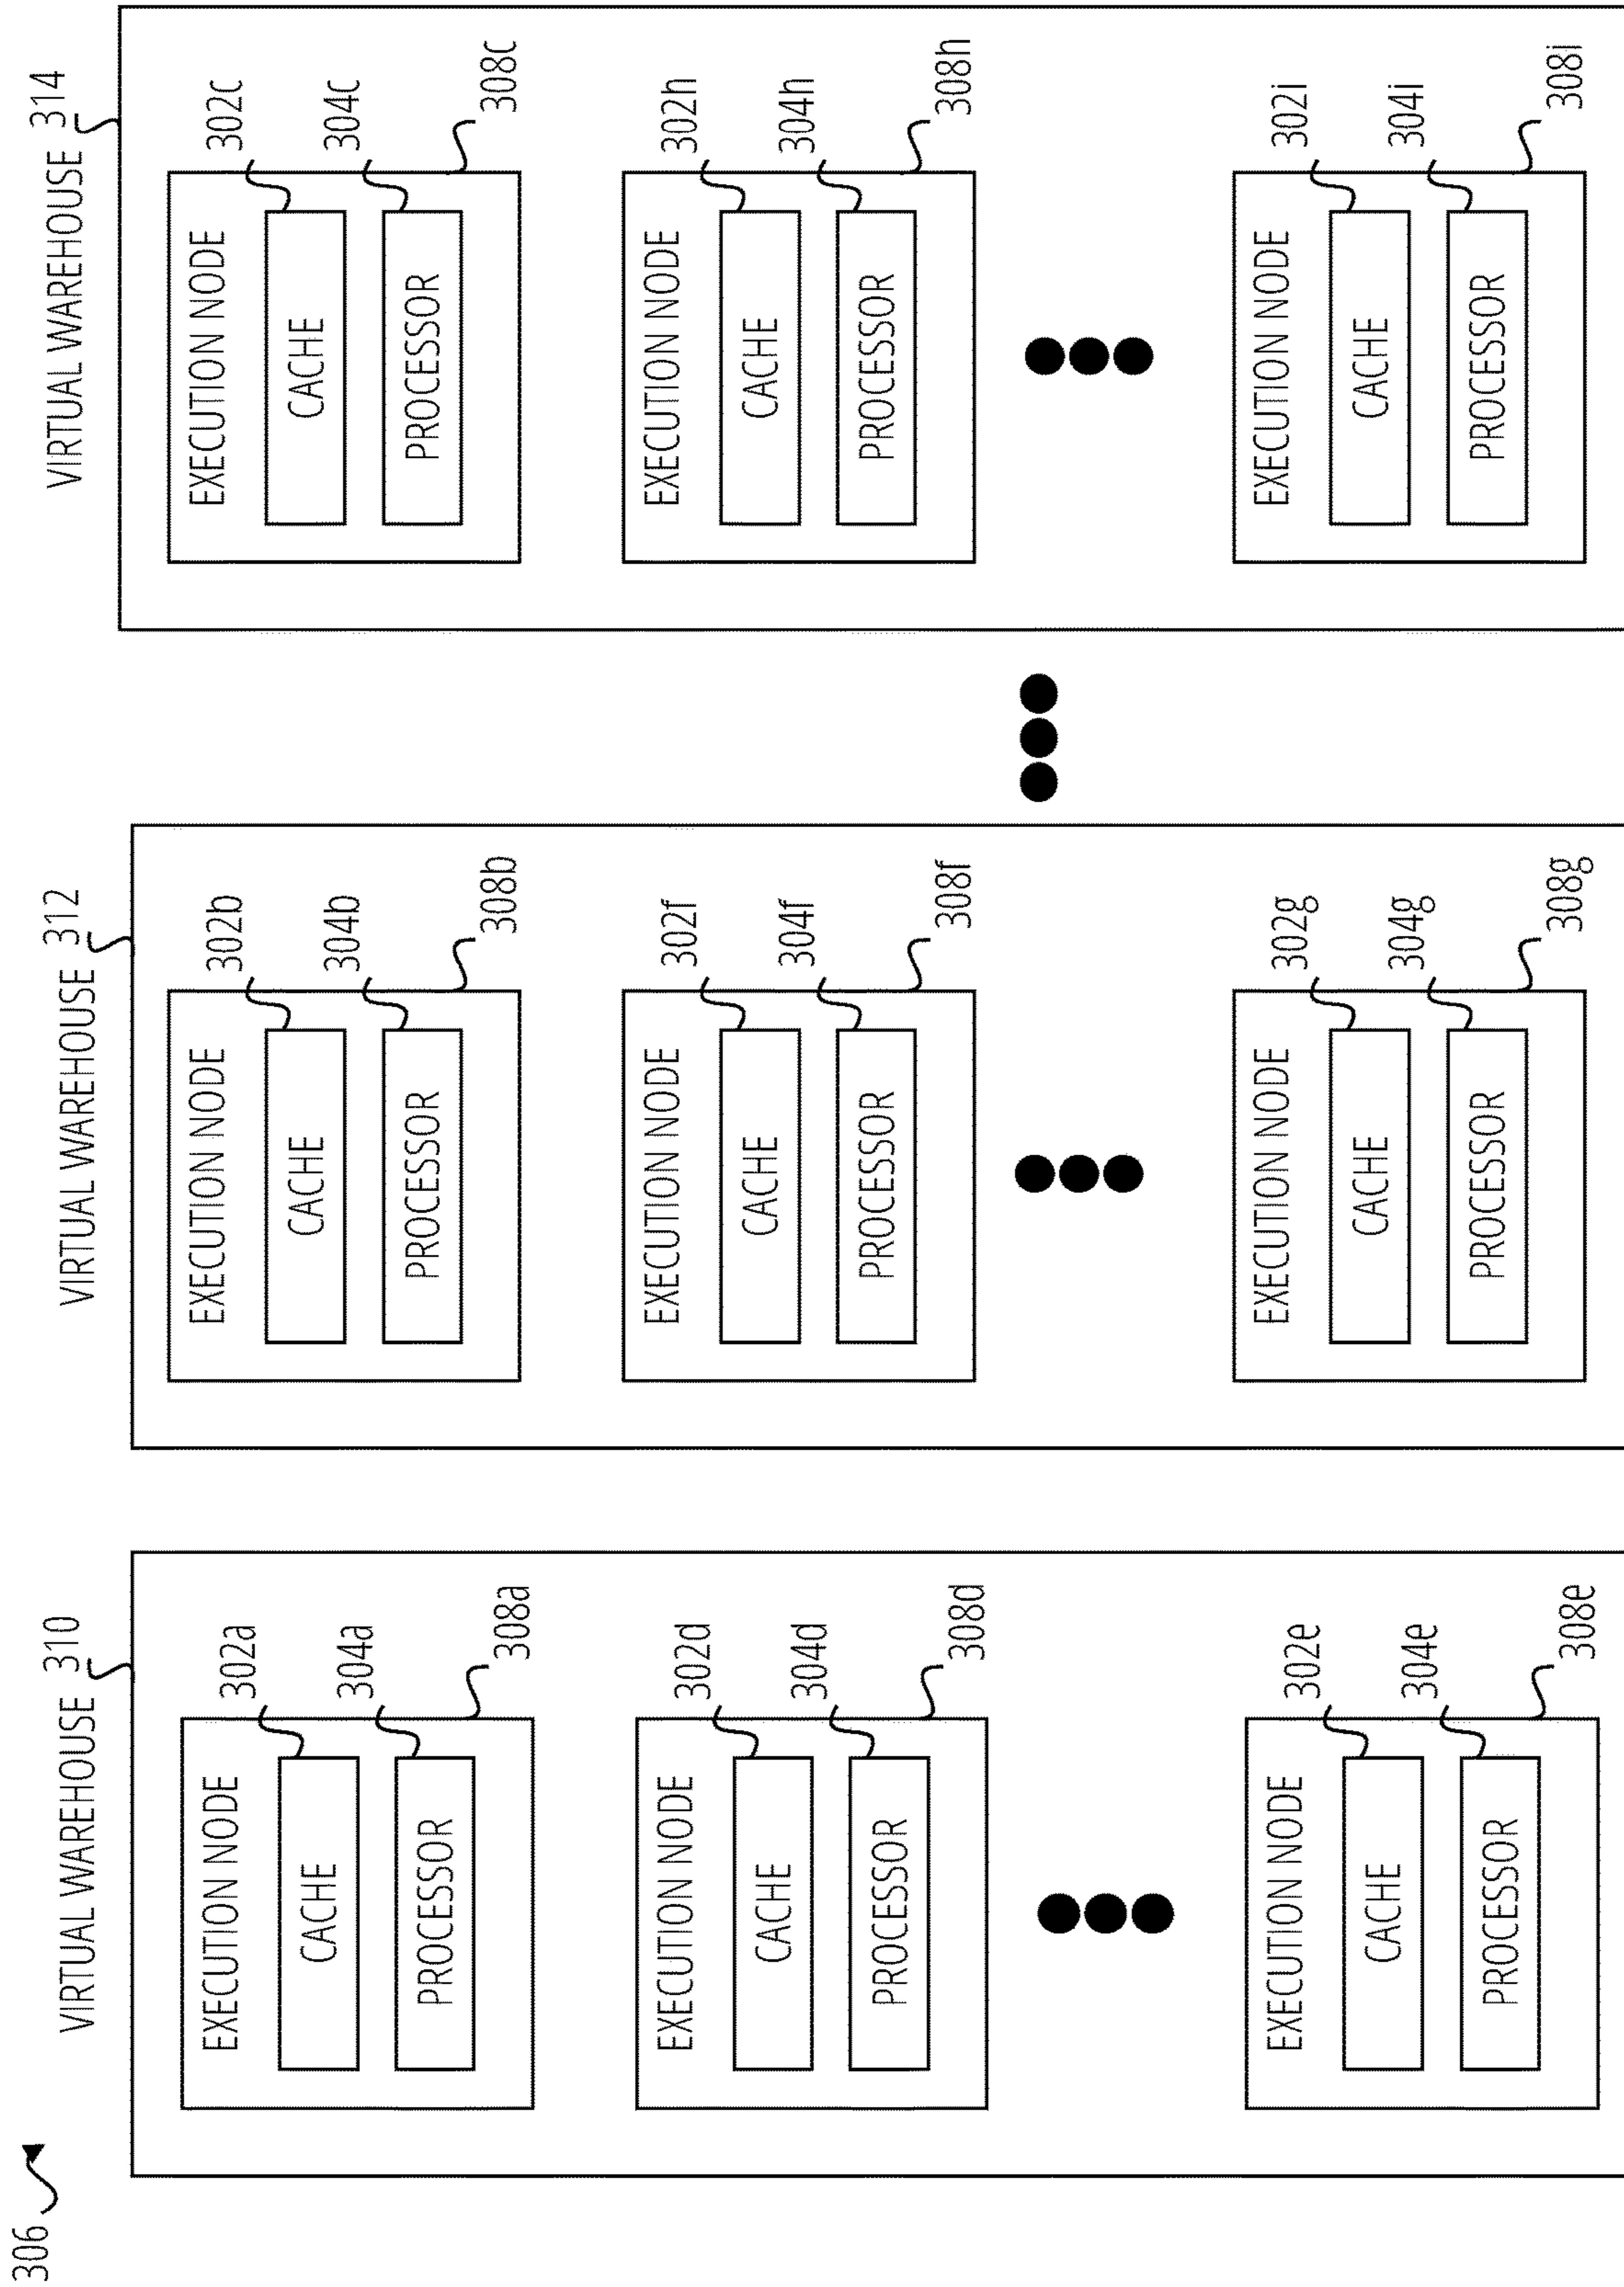 306
VIRTUAL WAREHOUSE 310
EXECUTION NODE
CACHE
302a
PROCESSOR
304a
308a
EXECUTION NODE
CACHE
302d
PROCESSOR
304d
308d
EXECUTION NODE
CACHE
302e
PROCESSOR
304e
308e
VIRTUAL WAREHOUSE 312
EXECUTION NODE
CACHE
302b
PROCESSOR
304b
308b
EXECUTION NODE
CACHE
302f
PROCESSOR
304f
308f
EXECUTION NODE
CACHE
302g
PROCESSOR
304g
308g
VIRTUAL WAREHOUSE 314
EXECUTION NODE
CACHE
302c
PROCESSOR
304c
308c
EXECUTION NODE
CACHE
302h
PROCESSOR
304h
308h
EXECUTION NODE
CACHE
302i
PROCESSOR
304i
308i